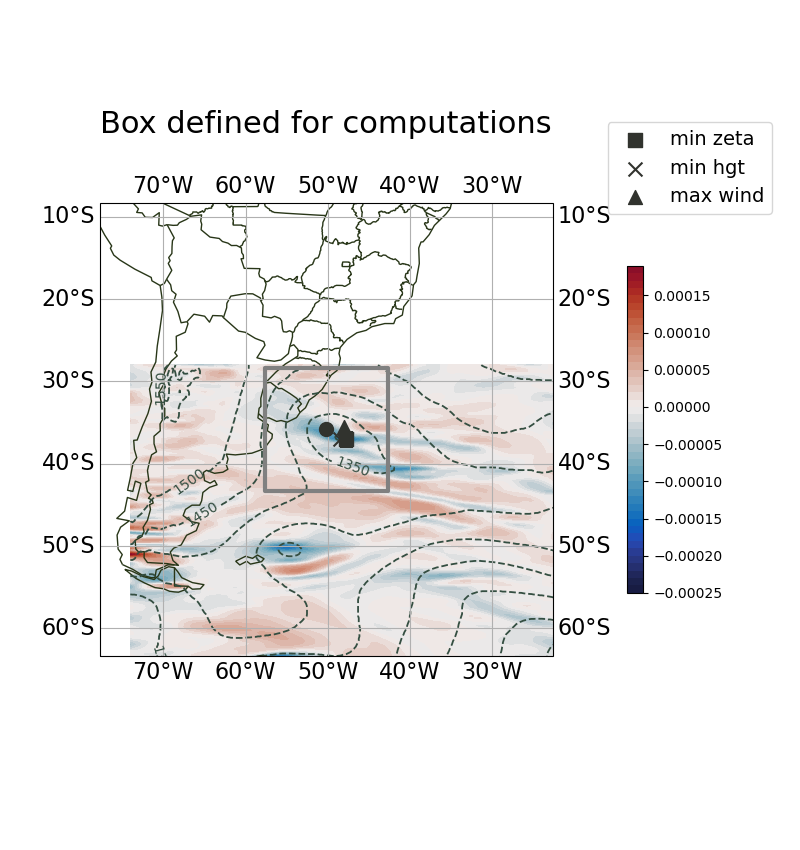 Box defined for computations
min zeta
min hgt
max wind
70°W 60°W 50°W 40°W 30°W
10°S 10°S
20°S 20°S
30°S 30°S
40°S 40°S
50°S 50°S
60°S 60°S
70°W 60°W 50°W 40°W 30°W
1350
1500
1450
0.00015
0.00010
0.00005
0.00000
−0.00005
−0.00010
−0.00015
−0.00020
−0.00025